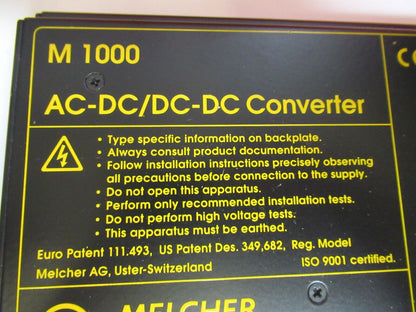 M 1000
CE
AC-DC/DC-DC Converter
• Type specific information on backplate.
• Always consult product documentation.
• Follow installation instructions precisely observing
all precautions before connection to the supply.
• Do not open this apparatus.
• Perform only recommended installation tests.
• Do not perform high voltage tests.
• This apparatus must be earthed.
Euro Patent 111.493, US Patent Des. 349,682, Reg. Model
Melcher AG, Uster-Switzerland ISO 9001 certified.
MELCHER